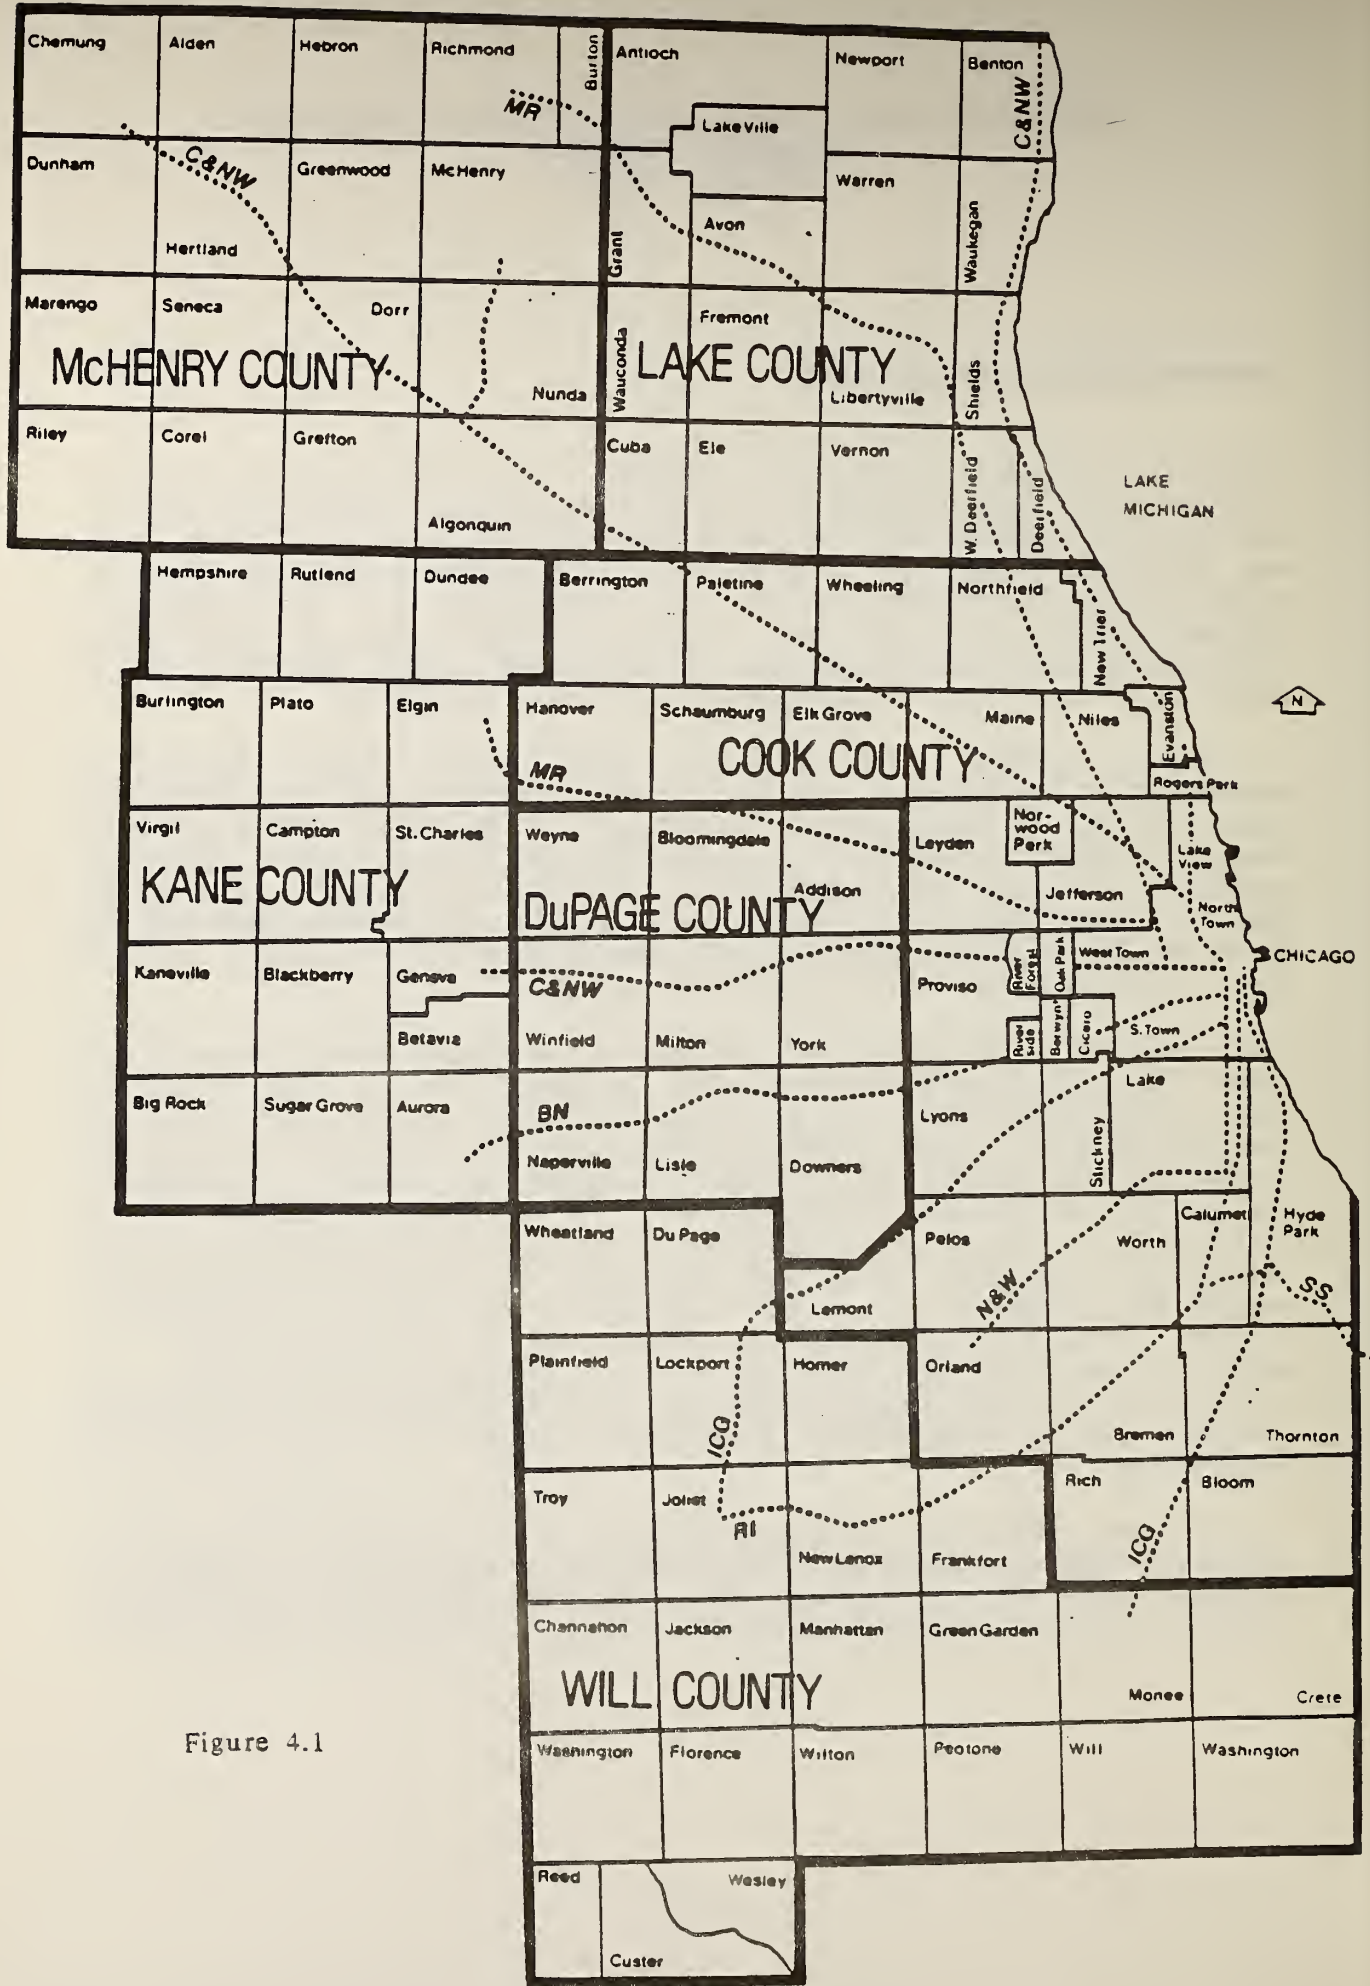 Chemung
Alden
Hebron
Richmond
Burton
Antioch
Newport
Benton
C&NW
MR
Lake Ville
Dunham
C&NW
Greenwood
McHenry
Warren
Hertland
Grant
Avon
Waukegan
Marengo
Seneca
Dorr
Fremont
McHENRY COUNTY
LAKE COUNTY
Nunda
Wauconda
Libertyville
Shields
Riley
Corel
Grefton
Algonquin
Cuba
Ele
Vernon
W. Deerfield
Deerfield
LAKE
MICHIGAN
Hempshire
Rutlend
Dundee
Berrington
Paletine
Wheeling
Northfield
New Trier
N
Burlington
Plato
Elgin
Hanover
Schaumburg
Elk Grove
Maine
Niles
Evanston
COOK COUNTY
MR
Rogers Perk
Virgil
Campton
St. Charles
Weyne
Bloomingdale
Addison
Leyden
Nor-
wood
Perk
Jefferson
Lake
View
North
Town
KANE COUNTY
DuPAGE COUNTY
Kaneville
Blackberry
Geneva
Betavia
C&NW
Winfield
Milton
York
Proviso
River
Forest
Oak Park
West Town
CHICAGO
River
side
Berwyn
Cicero
S. Town
Big Rock
Sugar Grove
Aurora
BN
Naperville
Lisle
Downers
Lyons
Stickney
Lake
Wheatland
Du Page
Lemont
Pelos
Worth
Calumet
Hyde
Park
N&W
SS
Plainfield
Lockport
Homer
Orland
Bremen
Thornton
ICG
Troy
Joliet
RI
New Lenox
Frankfort
Rich
Bloom
ICG
Channahon
Jackson
Manhattan
Green Garden
Monee
Crete
WILL COUNTY
Washington
Florence
Wilton
Peotone
Will
Washington
Reed
Wesley
Custer
Figure 4.1